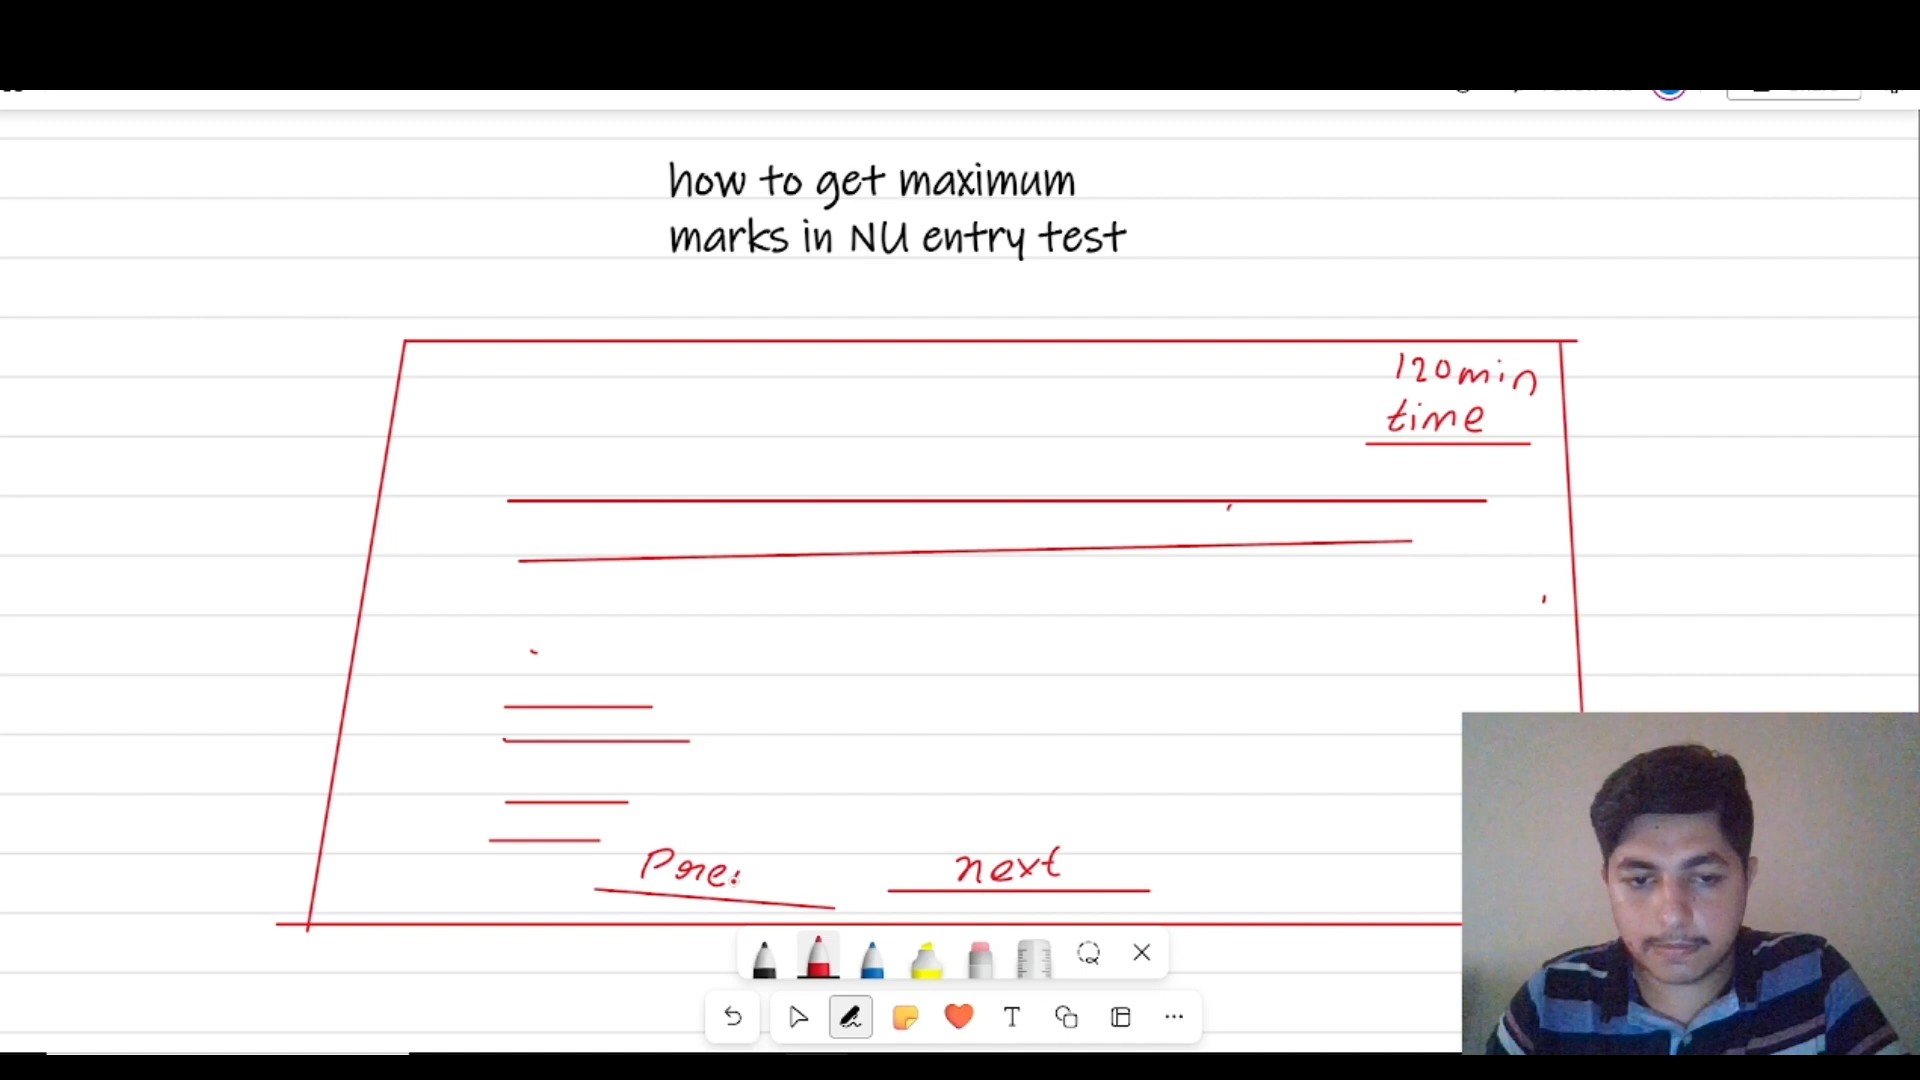 how to get maximum
marks in NU entry test
120min
time
Pre:
next
T